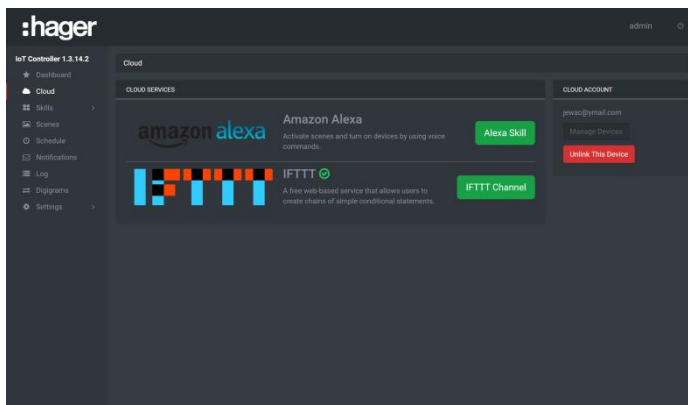 :hager
admin
IoT Controller 1.3.14.2
Dashboard
Cloud
Skills
Scenes
Schedule
Notifications
Log
Digigrams
Settings
Cloud
CLOUD SERVICES
amazon alexa
Amazon Alexa
Activate scenes and turn on devices by using voice
commands.
Alexa Skill
IFTTT
IFTTT
A free web-based service that allows users to
create chains of simple conditional statements.
IFTTT Channel
CLOUD ACCOUNT
jewac@ymail.com
Manage Devices
Unlink This Device